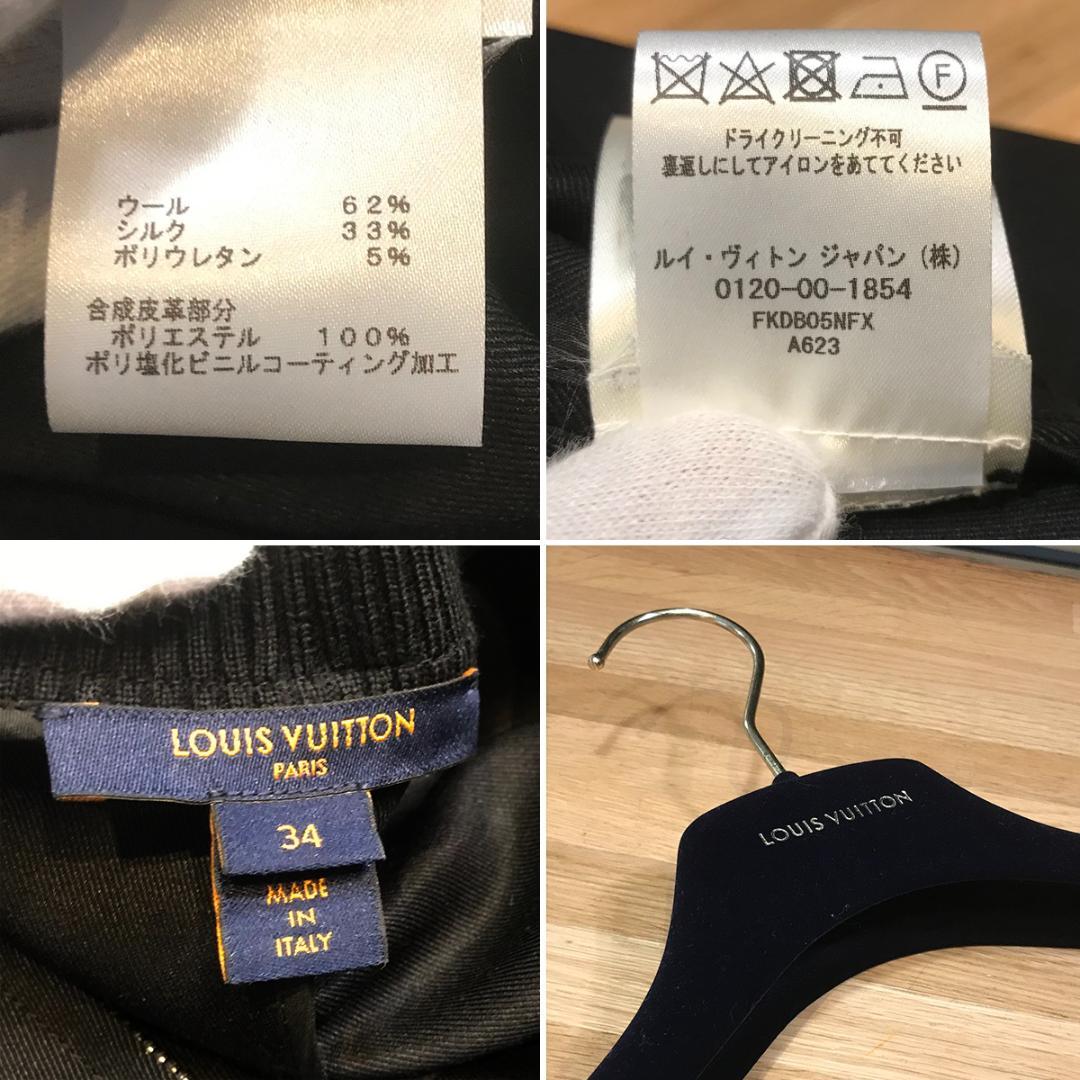 ウール 62%
シルク 33%
ポリウレタン 5%
合成皮革部分
ポリエステル 100%
ポリ塩化ビニルコーティング加工
F
ドライクリーニング不可
裏返しにしてアイロンをあててください
ルイ・ヴィトン ジャパン (株)
0120-00-1854
FKDB05NFX
A623
LOUIS VUITTON
PARIS
34
MADE
IN
ITALY
LOUIS VUITTON